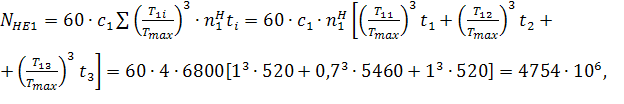 N_{HE1} = 60 · c_1 ∑ (T_{1i}/T_{max})^3 · n_1^H t_i = 60 · c_1 · n_1^H [(T_{11}/T_{max})^3 t_1 + (T_{12}/T_{max})^3 t_2 +
+ (T_{13}/T_{max})^3 t_3] = 60 · 4 · 6800[1^3 · 520 + 0,7^3 · 5460 + 1^3 · 520] = 4754 · 10^6,